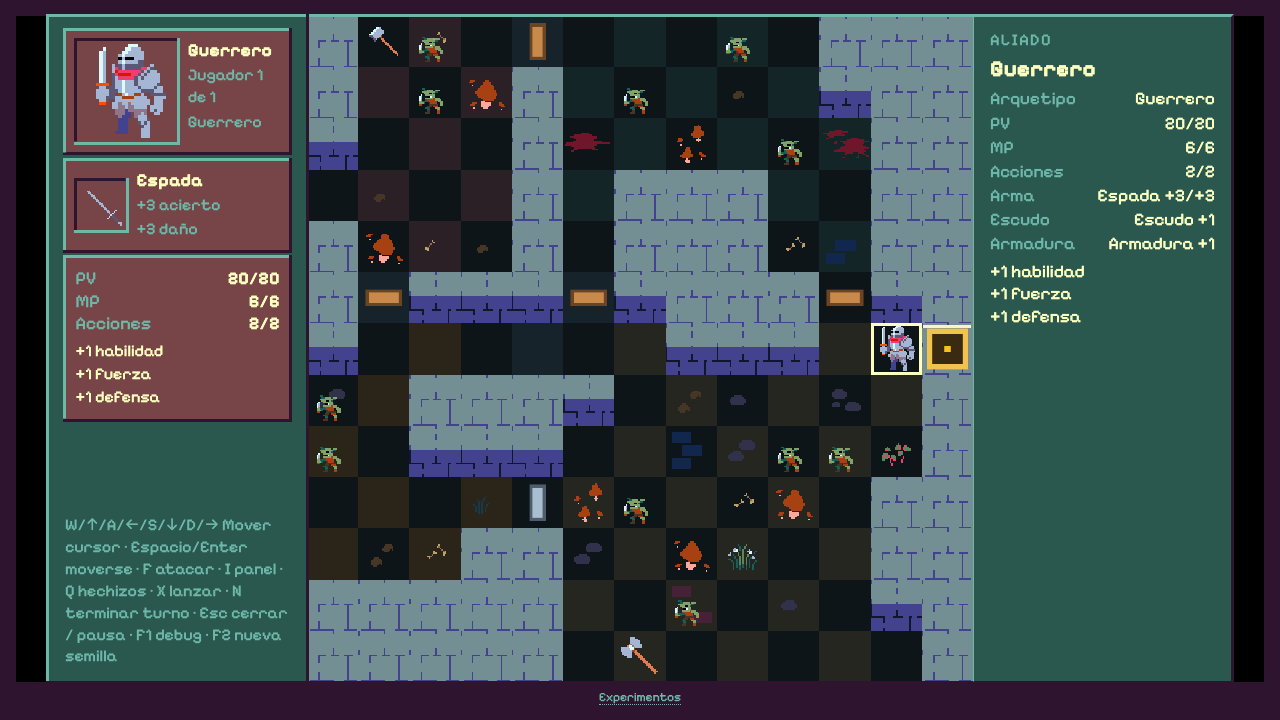 Guerrero
Jugador 1
de 1
Guerrero
Espada
+3 acierto
+3 daño
PV 20/20
MP 6/6
Acciones 2/2
+1 habilidad
+1 fuerza
+1 defensa
W/↑/A/←/S/↓/D/→ Mover
cursor · Espacio/Enter
moverse · F atacar · I panel ·
Q hechizos · X lanzar · N
terminar turno · Esc cerrar
/ pausa · F1 debug · F2 nueva
semilla
ALIADO
Guerrero
Arquetipo Guerrero
PV 20/20
MP 6/6
Acciones 2/2
Arma Espada +3/+3
Escudo Escudo +1
Armadura Armadura +1
+1 habilidad
+1 fuerza
+1 defensa
Experimentos